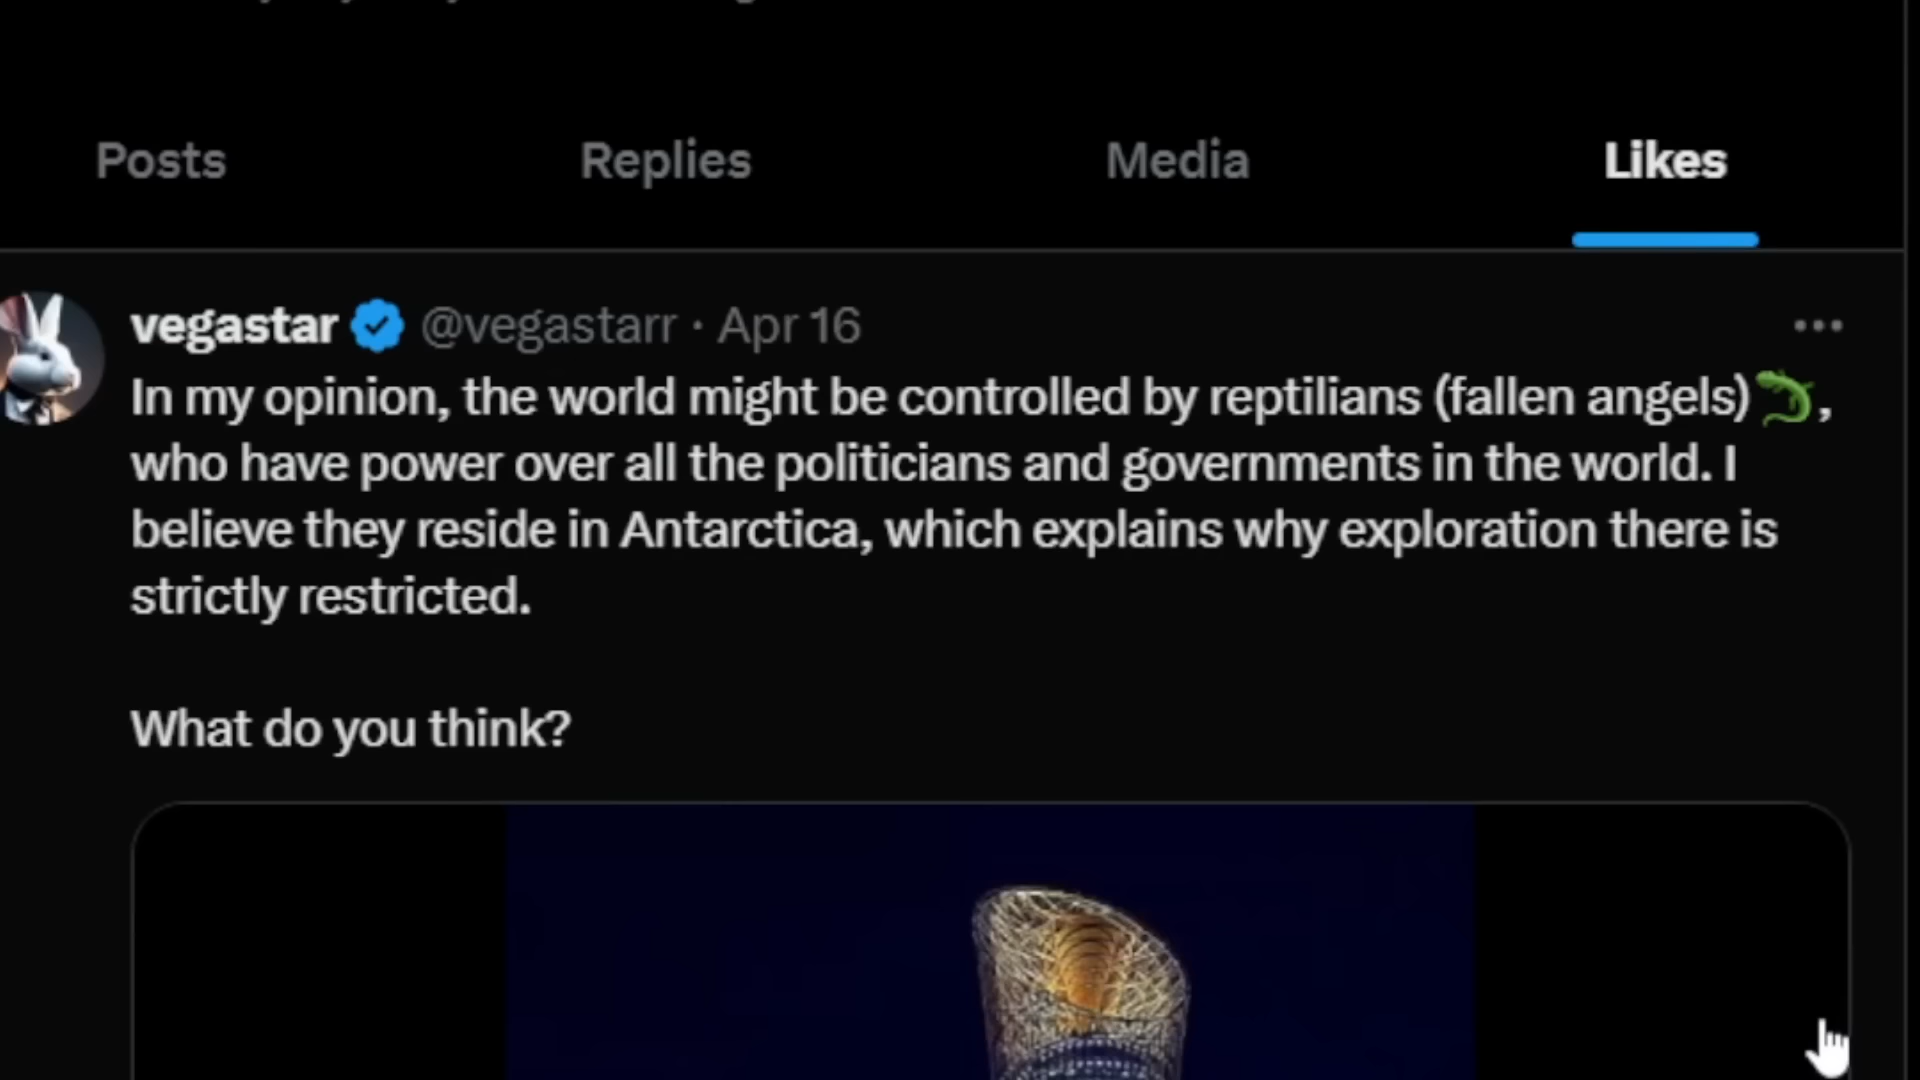 Posts Replies Media Likes
vegastar @vegastarr · Apr 16
In my opinion, the world might be controlled by reptilians (fallen angels)🦎,
who have power over all the politicians and governments in the world. I
believe they reside in Antarctica, which explains why exploration there is
strictly restricted.
What do you think?